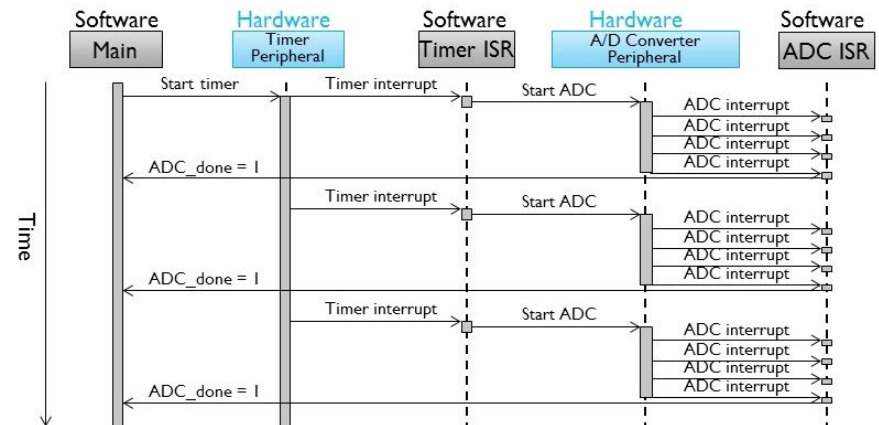 Software Hardware Software Hardware Software
Main Timer Peripheral Timer ISR A/D Converter Peripheral ADC ISR
Start timer Timer interrupt Start ADC
ADC interrupt
ADC interrupt
ADC interrupt
ADC interrupt
ADC_done = 1
Timer interrupt Start ADC
ADC interrupt
ADC interrupt
ADC interrupt
ADC interrupt
ADC_done = 1
Timer interrupt Start ADC
ADC interrupt
ADC interrupt
ADC interrupt
ADC interrupt
ADC_done = 1
Time